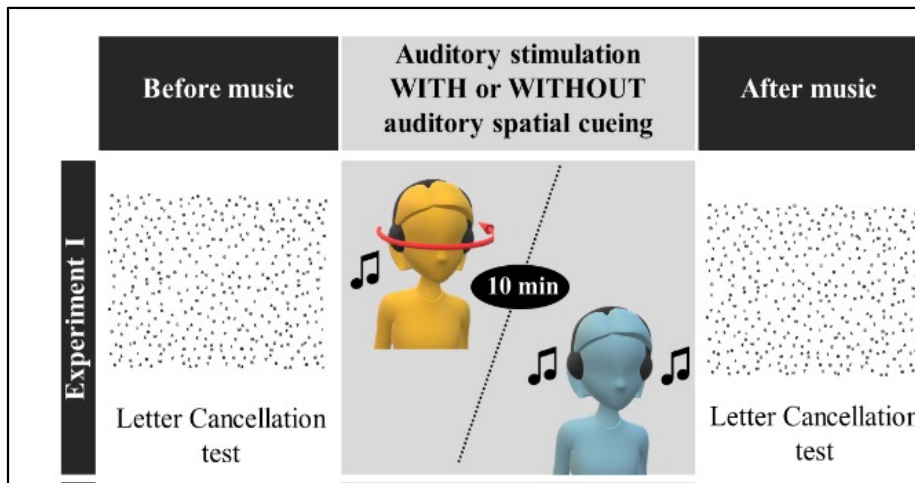 Before music
Auditory stimulation
WITH or WITHOUT
auditory spatial cueing
After music
Experiment I
10 min
Letter Cancellation
test
Letter Cancellation
test